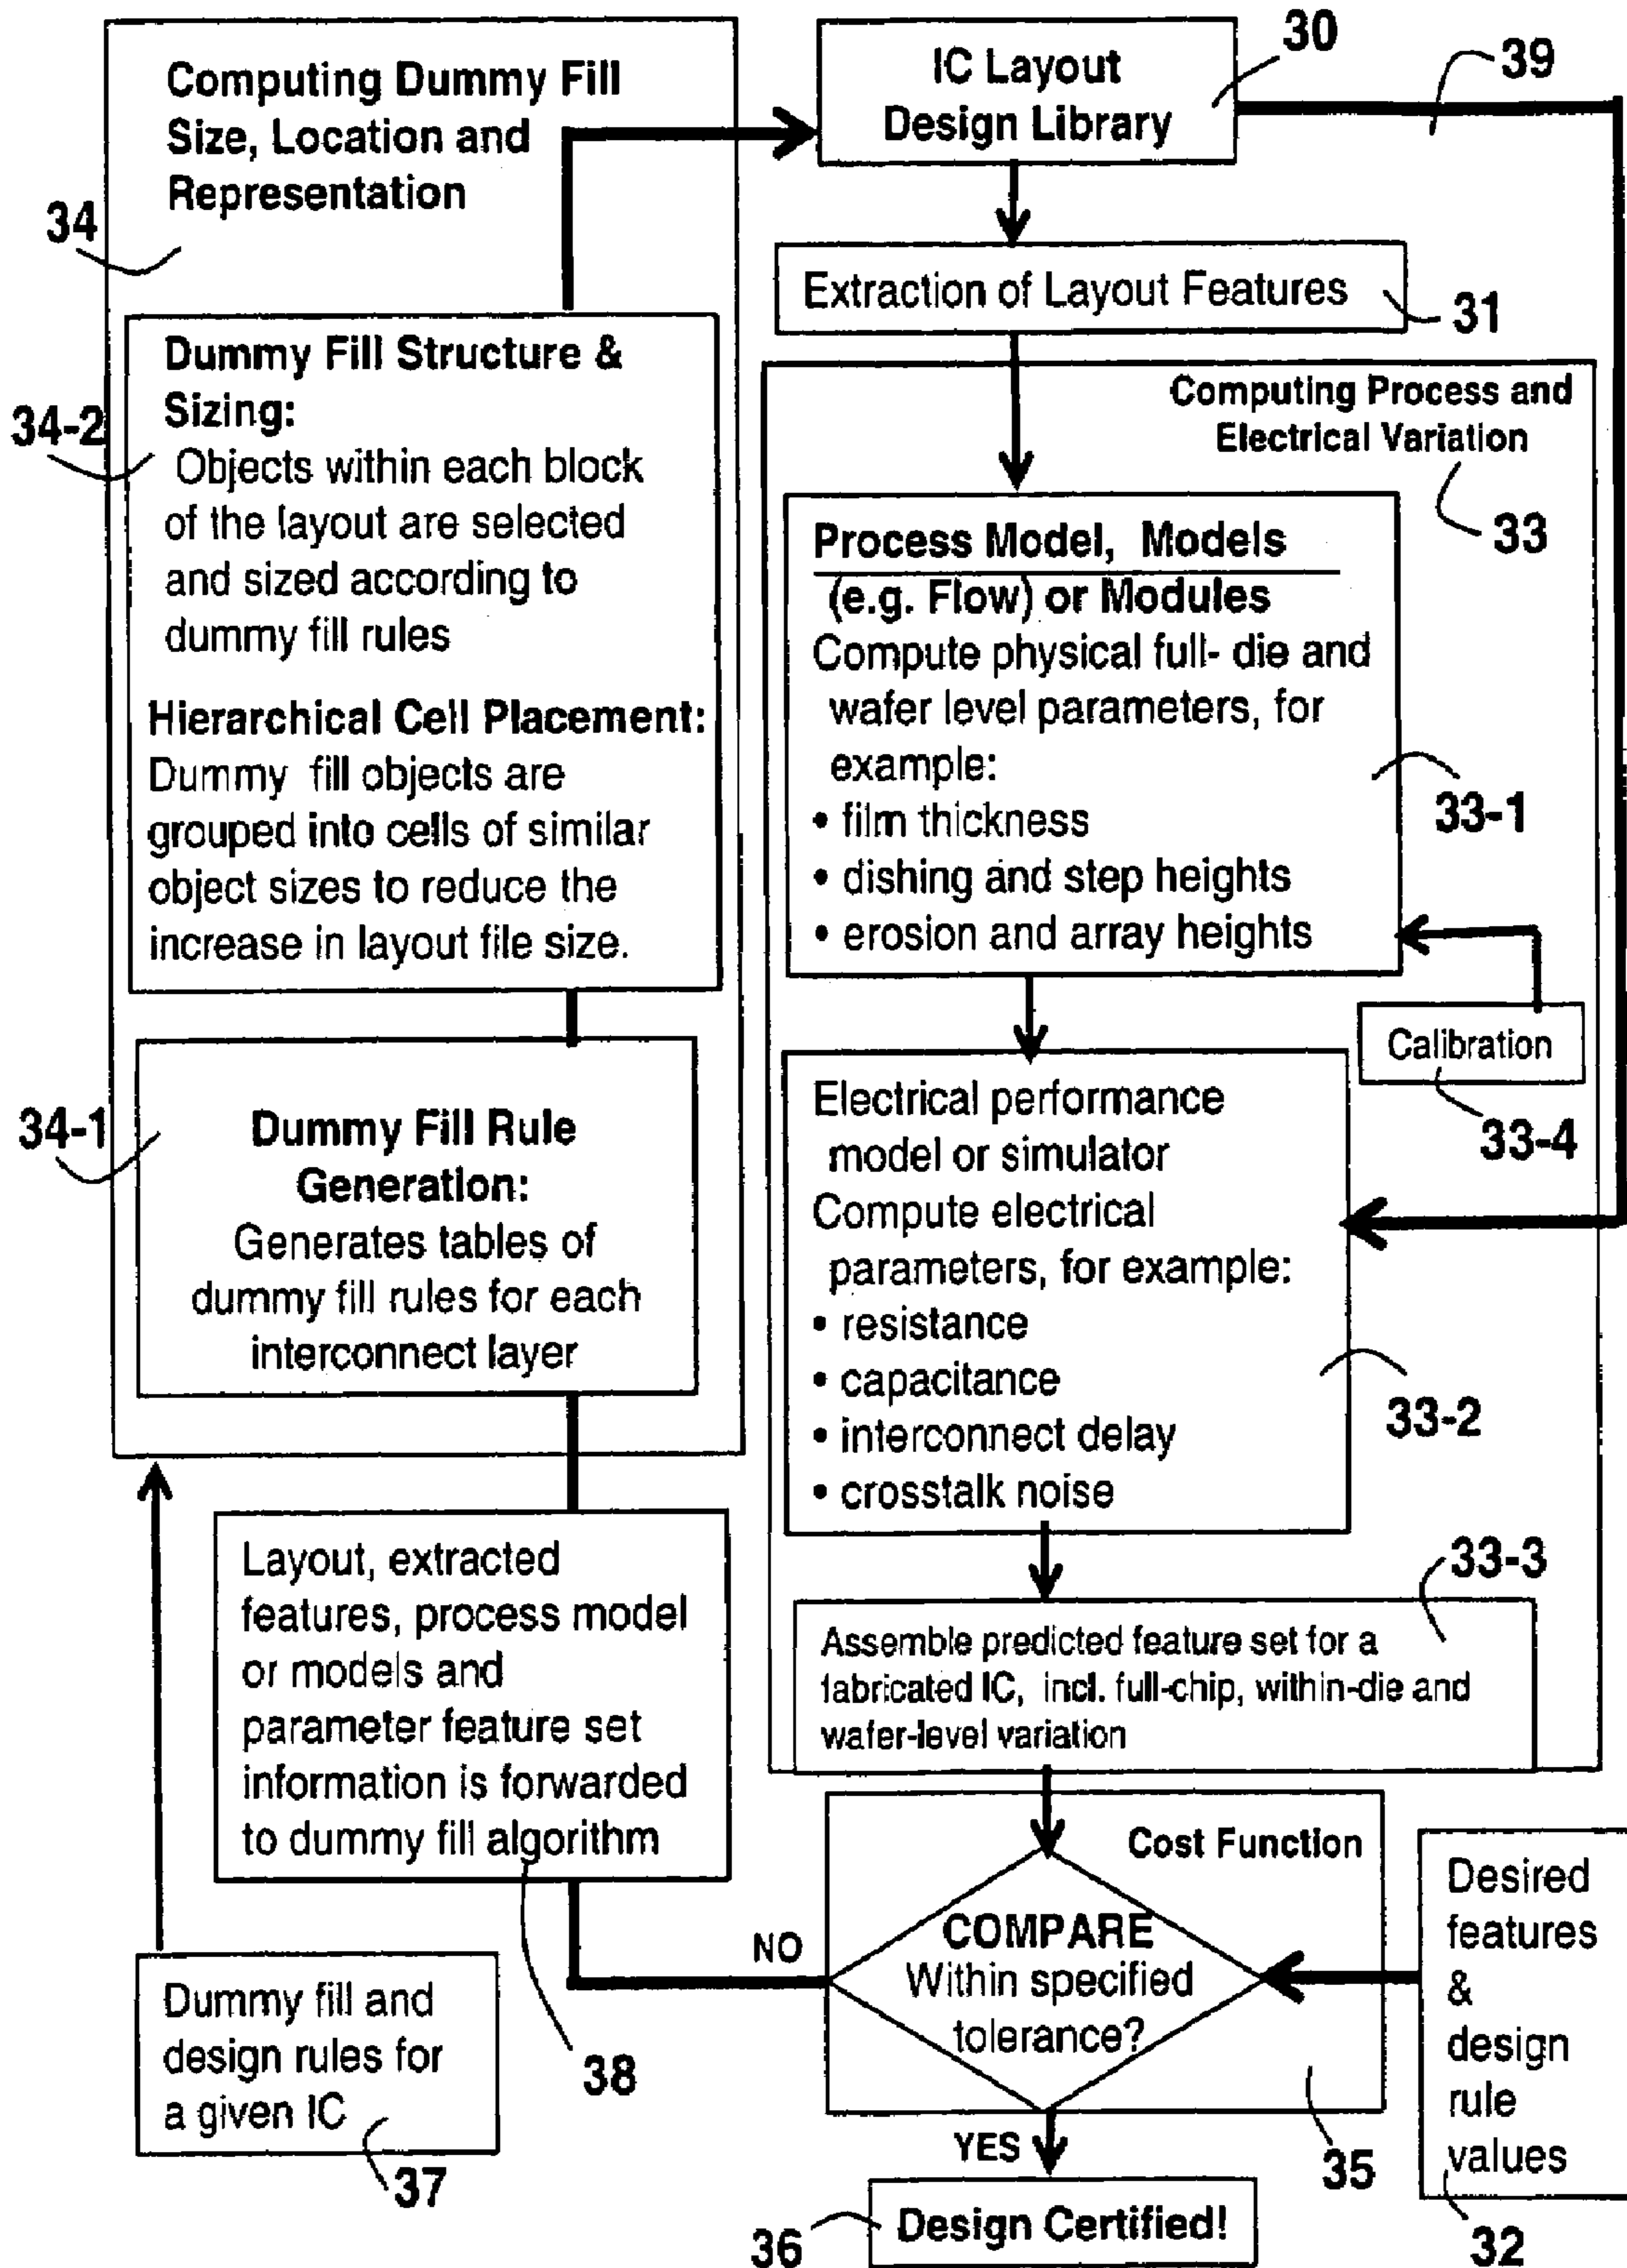 Computing Dummy Fill
Size, Location and
Representation
34
Dummy Fill Structure &
Sizing:
Objects within each block
of the layout are selected
and sized according to
dummy fill rules
34-2
Hierarchical Cell Placement:
Dummy fill objects are
grouped into cells of similar
object sizes to reduce the
increase in layout file size.
34-1
Dummy Fill Rule
Generation:
Generates tables of
dummy fill rules for each
interconnect layer
Layout, extracted
features, process model
or models and
parameter feature set
information is forwarded
to dummy fill algorithm
38
Dummy fill and
design rules for
a given IC
37
IC Layout
Design Library
30
39
Extraction of Layout Features
31
Computing Process and
Electrical Variation
33
Process Model, Models
(e.g. Flow) or Modules
Compute physical full- die and
wafer level parameters, for
example:
• film thickness
• dishing and step heights
• erosion and array heights
33-1
Calibration
33-4
Electrical performance
model or simulator
Compute electrical
parameters, for example:
• resistance
• capacitance
• interconnect delay
• crosstalk noise
33-2
33-3
Assemble predicted feature set for a
fabricated IC, incl. full-chip, within-die and
wafer-level variation
Cost Function
COMPARE
Within specified
tolerance?
NO
YES
35
Desired
features
&
design
rule
values
32
36
Design Certified!